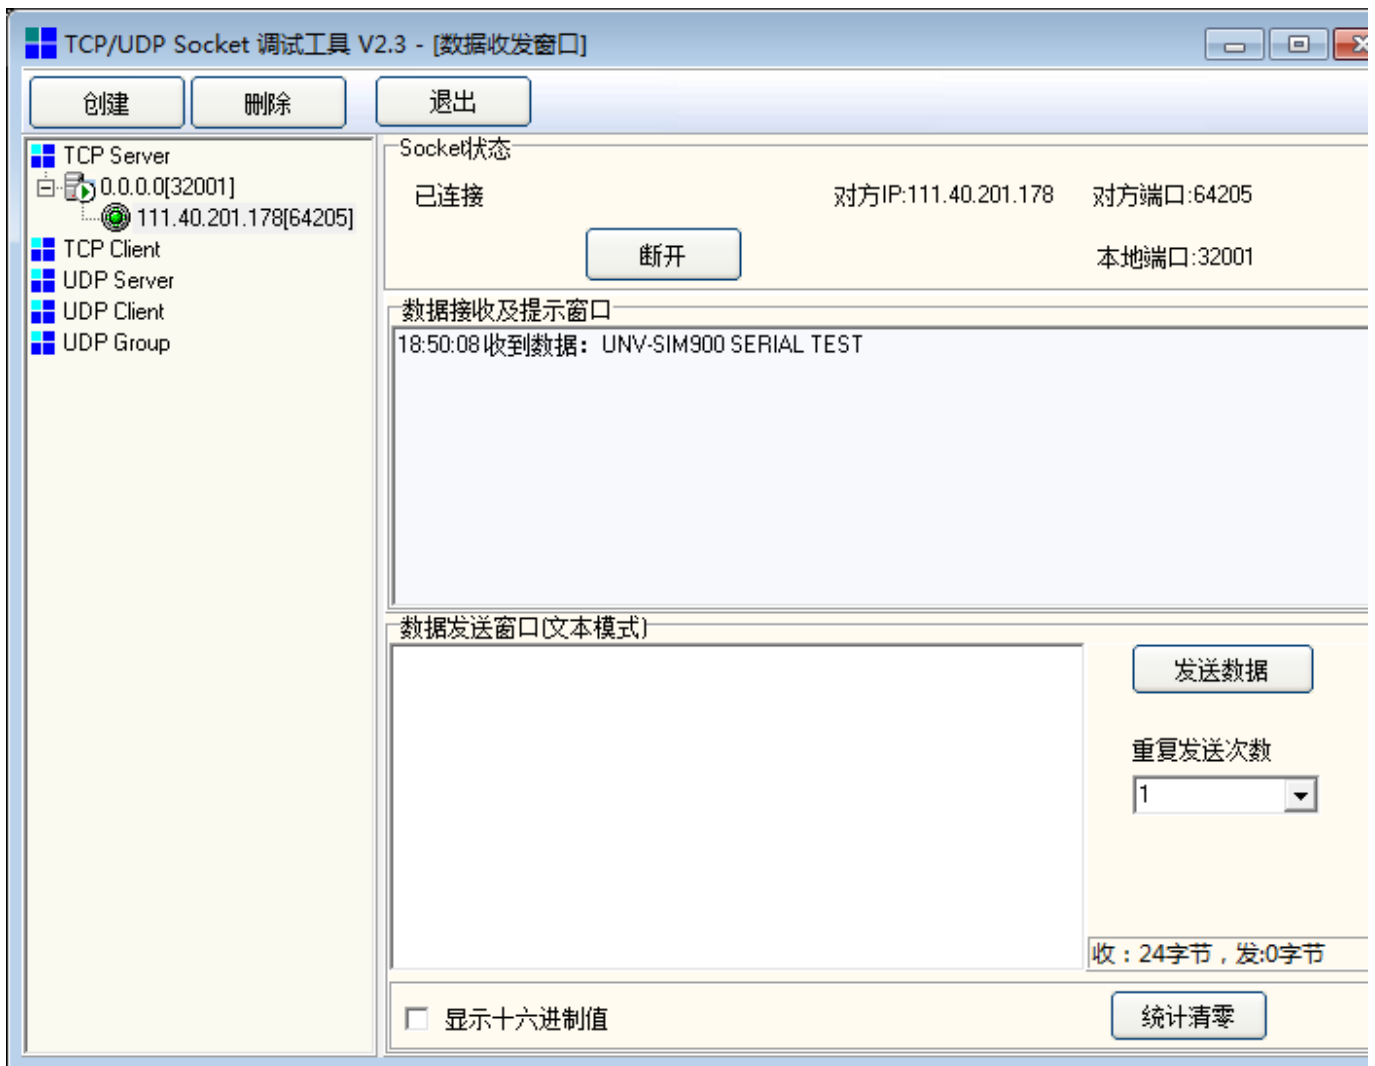 TCP/UDP Socket 调试工具 V2.3 - [数据收发窗口]
创建 删除 退出
TCP Server
0.0.0.0[32001]
111.40.201.178[64205]
TCP Client
UDP Server
UDP Client
UDP Group
Socket状态
已连接 对方IP:111.40.201.178 对方端口:64205
断开 本地端口:32001
数据接收及提示窗口
18:50:08 收到数据：UNV-SIM900 SERIAL TEST
数据发送窗口(文本模式)
发送数据
重复发送次数
1
收：24字节，发:0字节
显示十六进制值 统计清零